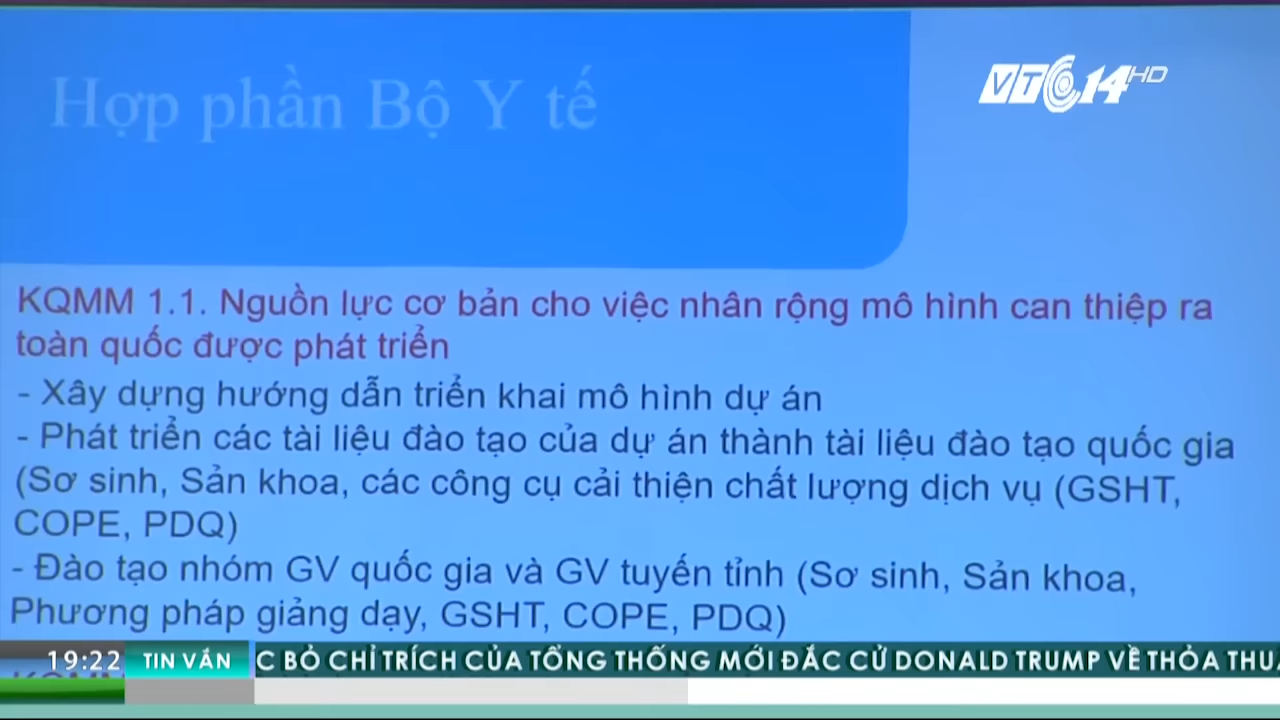 Hợp phần Bộ Y tế
VTC14 HD
KQMM 1.1. Nguồn lực cơ bản cho việc nhân rộng mô hình can thiệp ra
toàn quốc được phát triển
- Xây dựng hướng dẫn triển khai mô hình dự án
- Phát triển các tài liệu đào tạo của dự án thành tài liệu đào tạo quốc gia
(Sơ sinh, Sản khoa, các công cụ cải thiện chất lượng dịch vụ (GSHT,
COPE, PDQ)
- Đào tạo nhóm GV quốc gia và GV tuyến tỉnh (Sơ sinh, Sản khoa,
Phương pháp giảng dạy, GSHT, COPE, PDQ)
19:22 TIN VẮN C BỎ CHỈ TRÍCH CỦA TỔNG THỐNG MỚI ĐẮC CỬ DONALD TRUMP VỀ THỎA